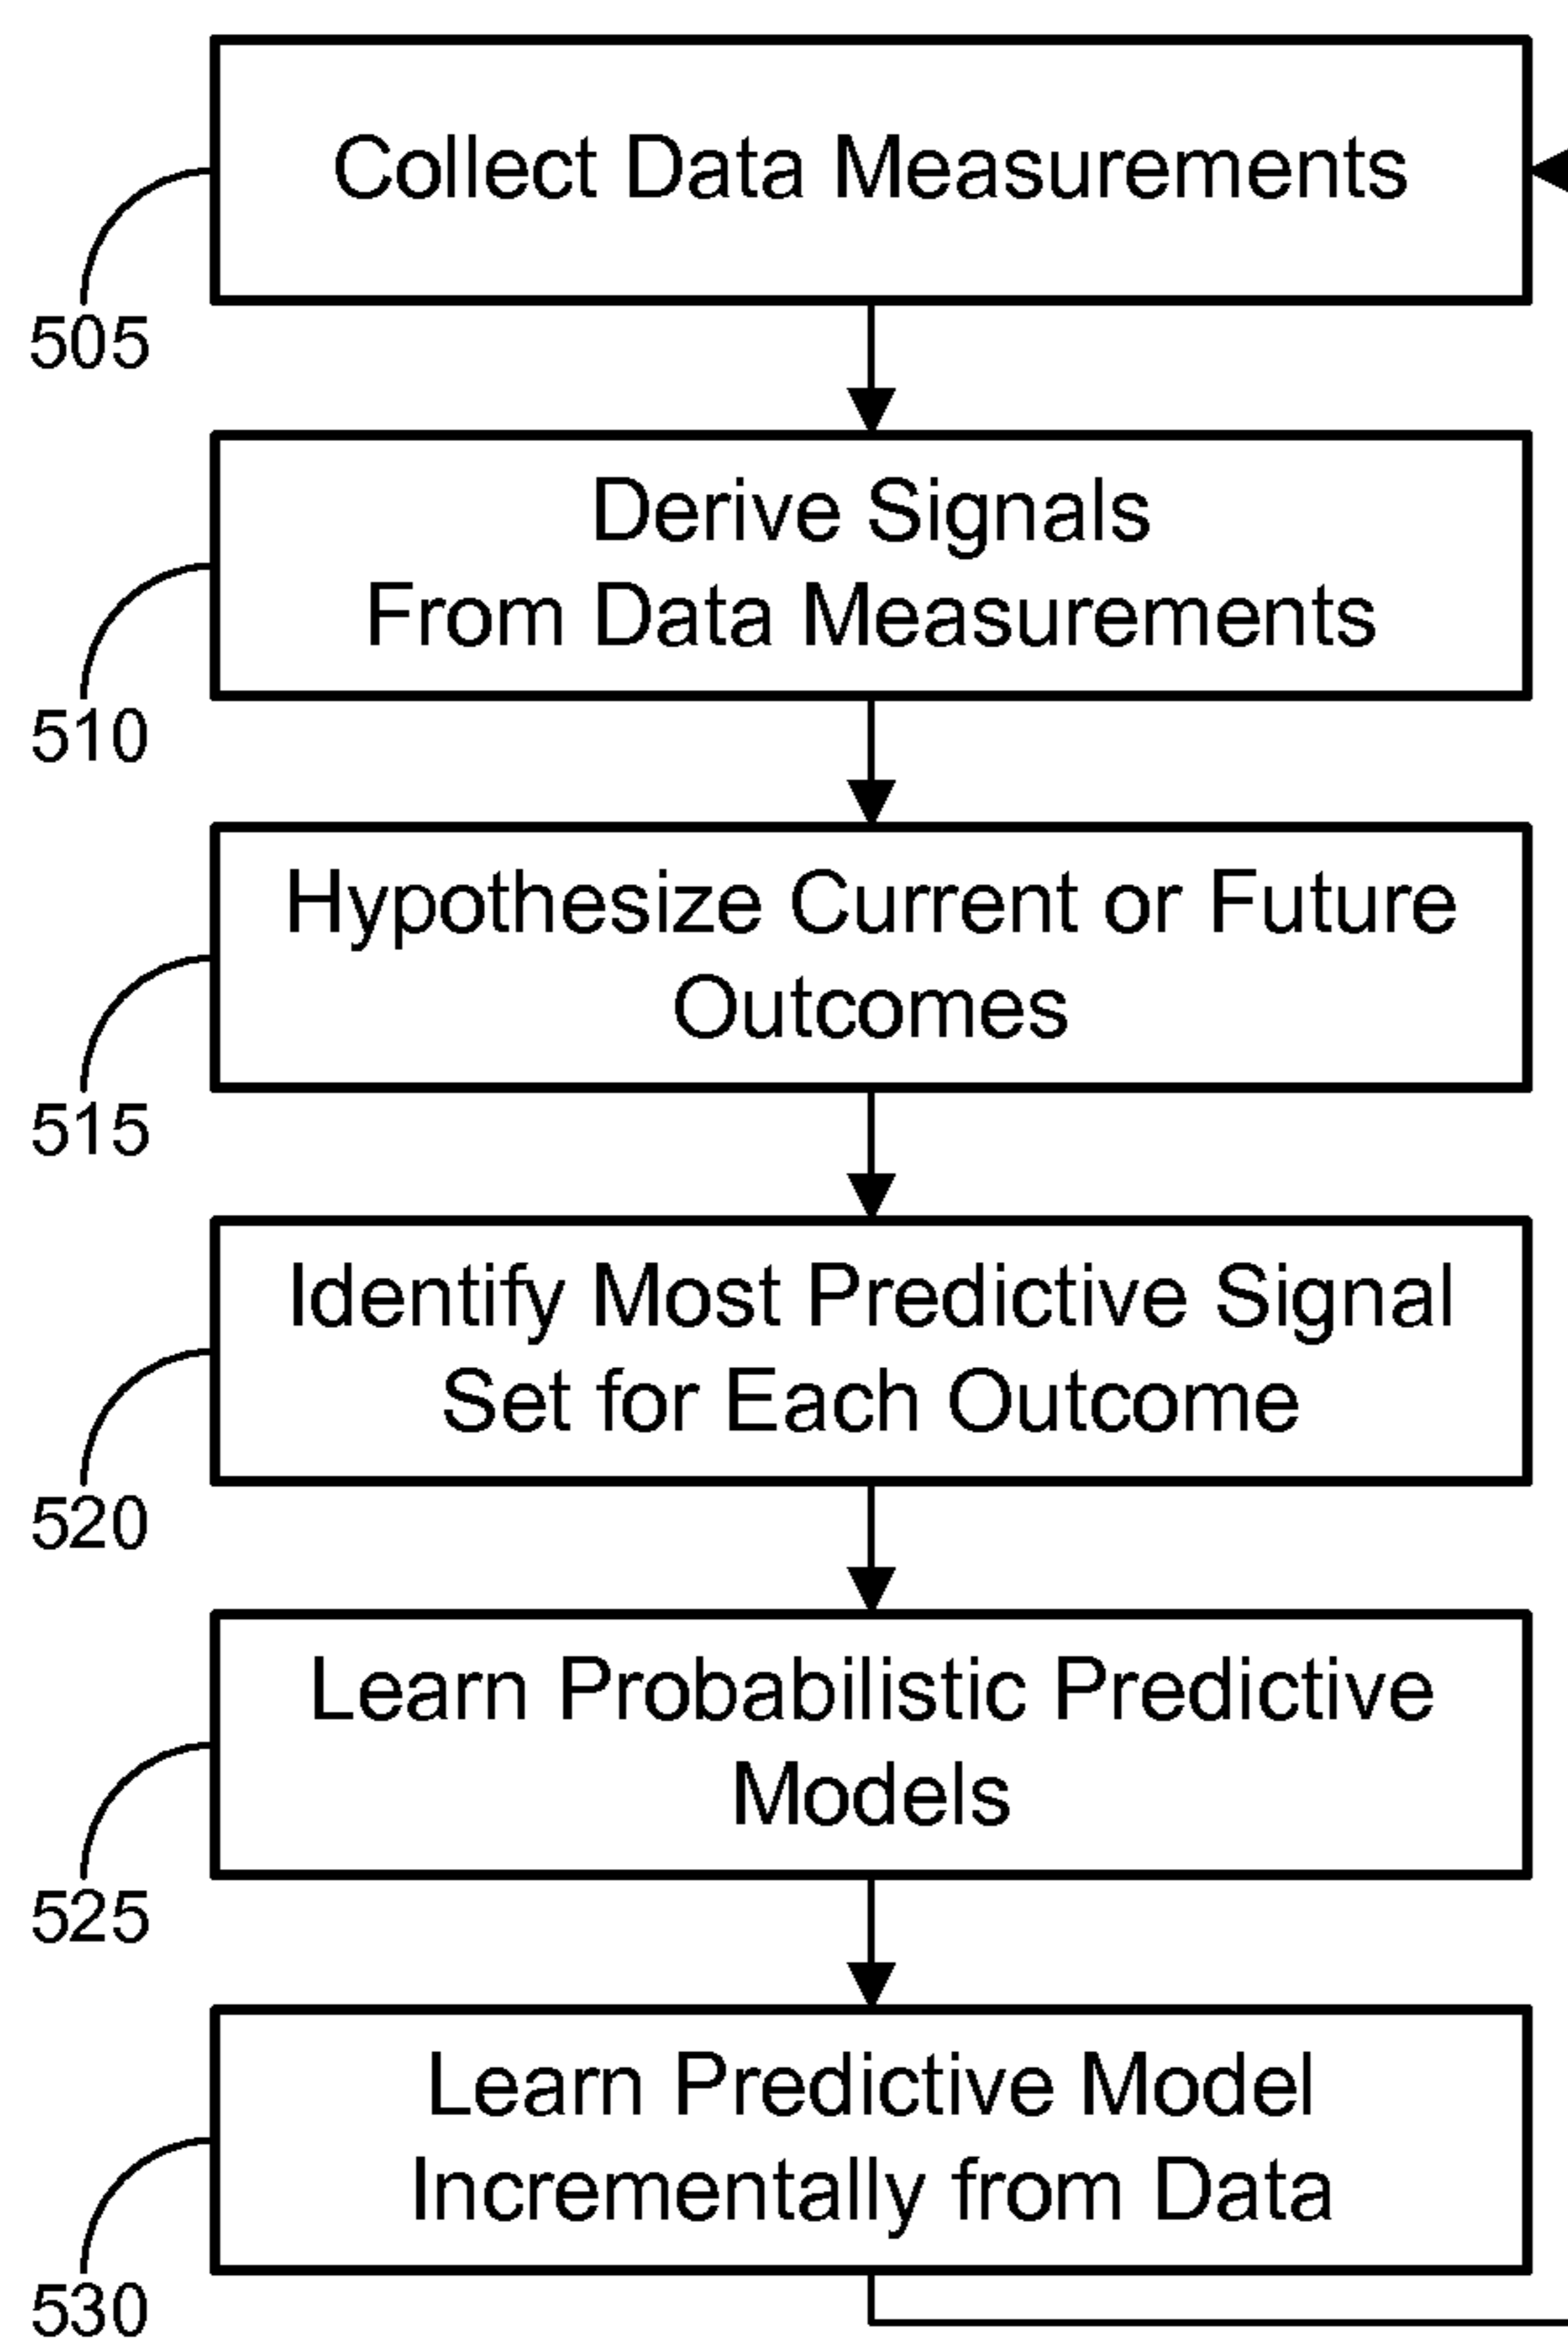 Collect Data Measurements
505
Derive Signals
From Data Measurements
510
Hypothesize Current or Future
Outcomes
515
Identify Most Predictive Signal
Set for Each Outcome
520
Learn Probabilistic Predictive
Models
525
Learn Predictive Model
Incrementally from Data
530